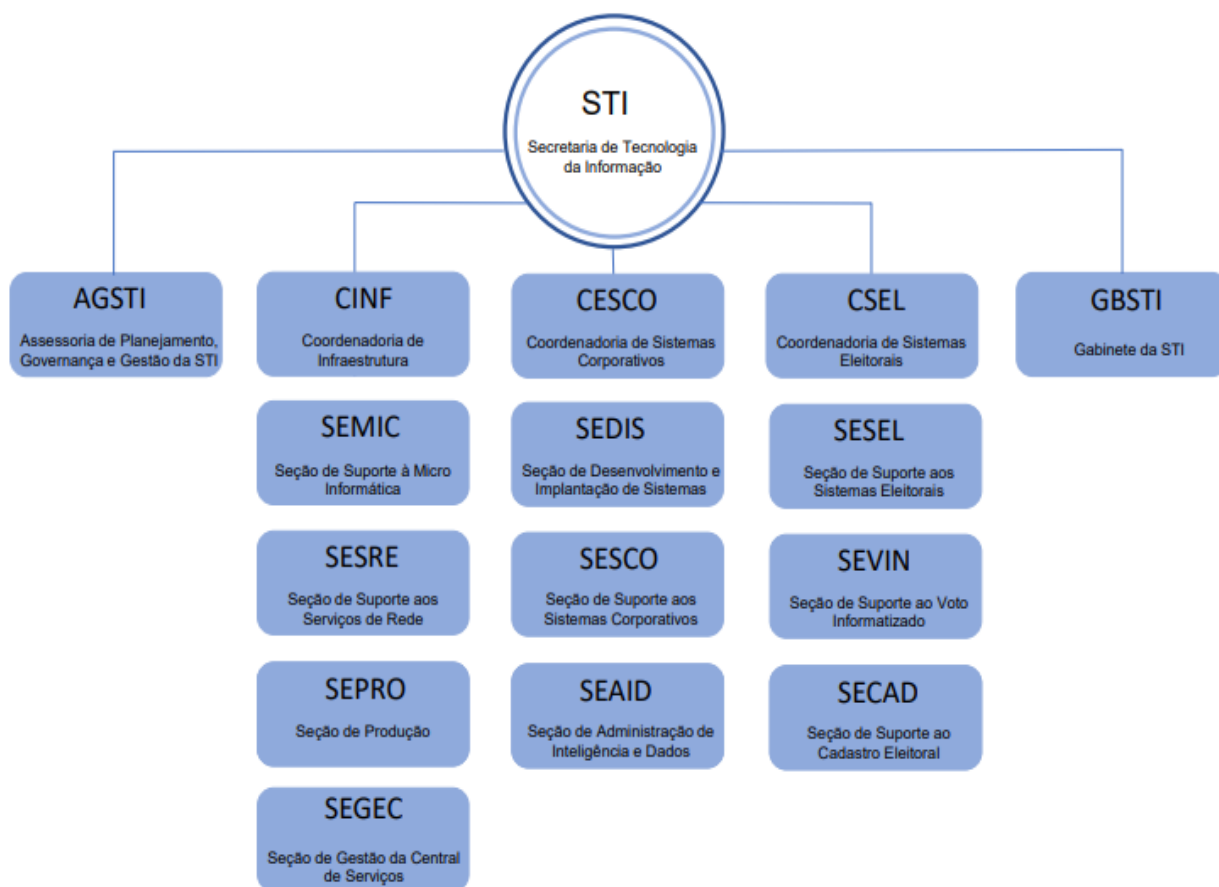 STI
Secretaria de Tecnologia
da Informação
AGSTI
Assessoria de Planejamento,
Governança e Gestão da STI
CINF
Coordenadoria de
Infraestrutura
CESCO
Coordenadoria de Sistemas
Corporativos
CSEL
Coordenadoria de Sistemas
Eleitorais
GBSTI
Gabinete da STI
SEMIC
Seção de Suporte à Micro
Informática
SEDIS
Seção de Desenvolvimento e
Implantação de Sistemas
SESEL
Seção de Suporte aos
Sistemas Eleitorais
SESRE
Seção de Suporte aos
Serviços de Rede
SESCO
Seção de Suporte aos
Sistemas Corporativos
SEVIN
Seção de Suporte ao Voto
Informatizado
SEPRO
Seção de Produção
SEAID
Seção de Administração de
Inteligência e Dados
SECAD
Seção de Suporte ao
Cadastro Eleitoral
SEGEC
Seção de Gestão da Central
de Serviços